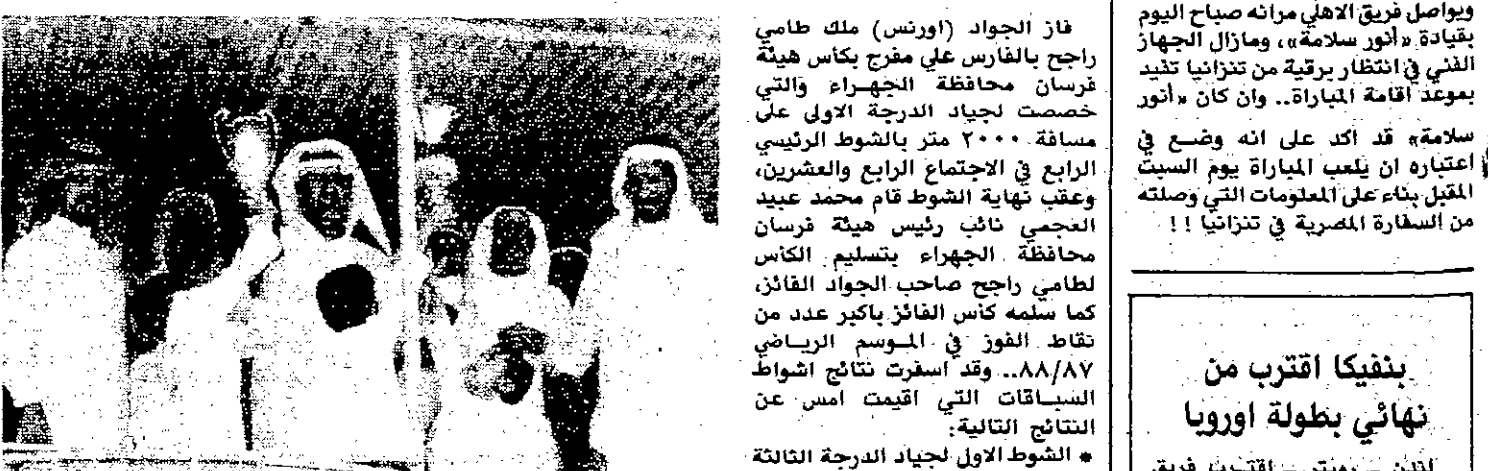 ويواصل فريق الاهلي مرانه صباح اليوم
بقيادة «أنور سلامة»، ومازال الجهاز
الفني في انتظار برقية من تنزانيا تفيد
بموعد اقامة المباراة.. وان كان «أنور
سلامة» قد اكد على انه وضع في
اعتباره ان يلعب المباراة يوم السبت
المقبل بناء على المعلومات التي وصلته
من السفارة المصرية في تنزانيا ! !
بنفيكا اقترب من
نهائي بطولة اوروبا
لندن - رويتر - اقترب فريق
فاز الجواد (اورنس) ملك طامي
راجح بالفارس علي مفرج بكأس هيئة
فرسان محافظة الجهراء والتي
خصصت لجياد الدرجة الاولى على
مسافة ٢٠٠٠ متر بالشوط الرئيسي
الرابع في الاجتماع الرابع والعشرين،
وعقب نهاية الشوط قام محمد عبيد
العجمي نائب رئيس هيئة فرسان
محافظة الجهراء بتسليم الكأس
لطامي راجح صاحب الجواد الفائز،
كما سلمه كأس الفائز باكبر عدد من
نقاط الفوز في الموسم الرياضي
٨٨/٨٧.. وقد اسفرت نتائج اشواط
السباقات التي اقيمت امس عن
النتائج التالية:
* الشوط الاول لجياد الدرجة الثالثة